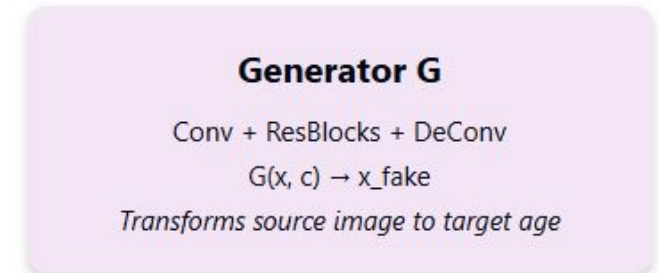 Generator G
Conv + ResBlocks + DeConv
G(x, c) → x_fake
Transforms source image to target age